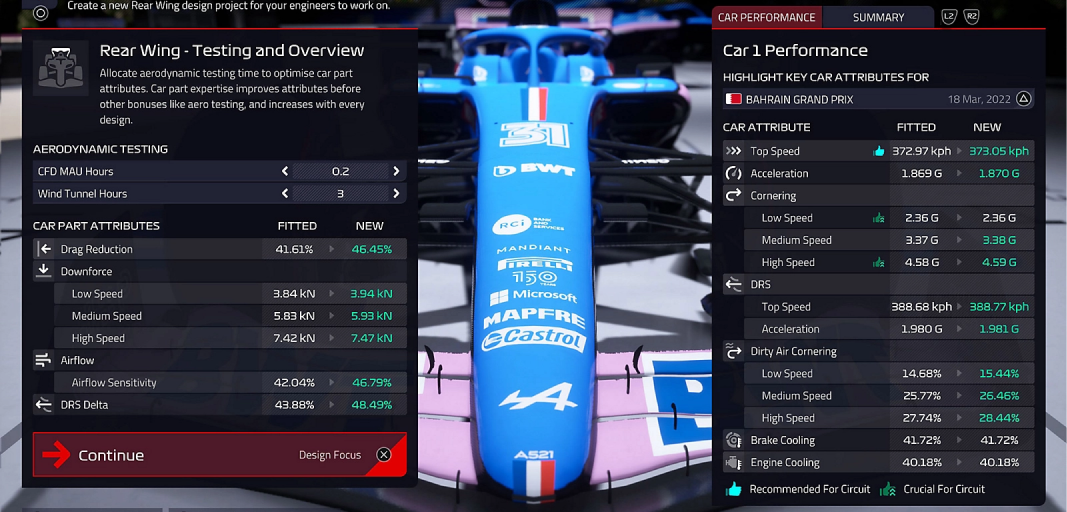 Create a new Rear Wing design project for your engineers to work on.
Rear Wing - Testing and Overview
Allocate aerodynamic testing time to optimise car part
attributes. Car part expertise improves attributes before
other bonuses like aero testing, and increases with every
design.
AERODYNAMIC TESTING
CFD MAU Hours 0.2
Wind Tunnel Hours 3
CAR PART ATTRIBUTES FITTED NEW
Drag Reduction 41.61% 46.45%
Downforce
Low Speed 3.84 kN 3.94 kN
Medium Speed 5.83 kN 5.93 kN
High Speed 7.42 kN 7.47 kN
Airflow
Airflow Sensitivity 42.04% 46.79%
DRS Delta 43.88% 48.49%
Continue Design Focus
31
BWT
RCI BANK AND SERVICES
MANDIANT
PIRELLI
150
Microsoft
MAPFRE
Castrol
A521
CAR PERFORMANCE SUMMARY L2 R2
Car 1 Performance
HIGHLIGHT KEY CAR ATTRIBUTES FOR
BAHRAIN GRAND PRIX 18 Mar, 2022
CAR ATTRIBUTE FITTED NEW
Top Speed 372.97 kph 373.05 kph
Acceleration 1.869 G 1.870 G
Cornering
Low Speed 2.36 G 2.36 G
Medium Speed 3.37 G 3.38 G
High Speed 4.58 G 4.59 G
DRS
Top Speed 388.68 kph 388.77 kph
Acceleration 1.980 G 1.981 G
Dirty Air Cornering
Low Speed 14.68% 15.44%
Medium Speed 25.77% 26.46%
High Speed 27.74% 28.44%
Brake Cooling 41.72% 41.72%
Engine Cooling 40.18% 40.18%
Recommended For Circuit Crucial For Circuit